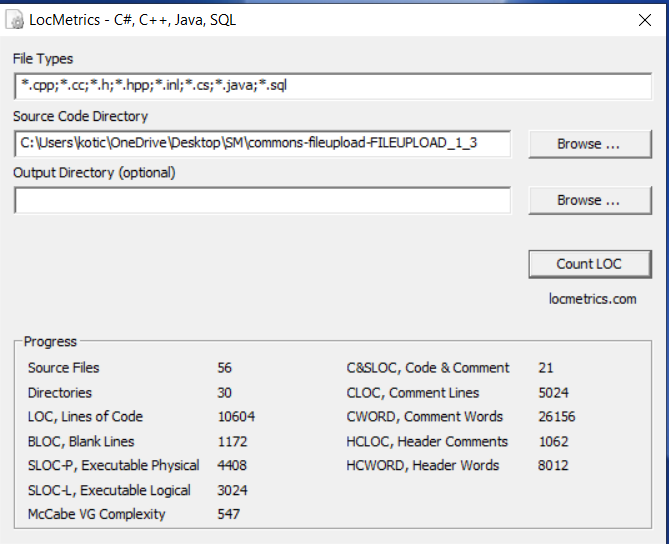 LocMetrics - C#, C++, Java, SQL
File Types
*.cpp;*.cc;*.h;*.hpp;*.inl;*.cs;*.java;*.sql
Source Code Directory
C:\Users\kotic\OneDrive\Desktop\SM\commons-fileupload-FILEUPLOAD_1_3
Browse ...
Output Directory (optional)
Browse ...
Count LOC
locmetrics.com
Progress
Source Files 56 C&SLOC, Code & Comment 21
Directories 30 CLOC, Comment Lines 5024
LOC, Lines of Code 10604 CWORD, Comment Words 26156
BLOC, Blank Lines 1172 HCLOC, Header Comments 1062
SLOC-P, Executable Physical 4408 HCWORD, Header Words 8012
SLOC-L, Executable Logical 3024
McCabe VG Complexity 547